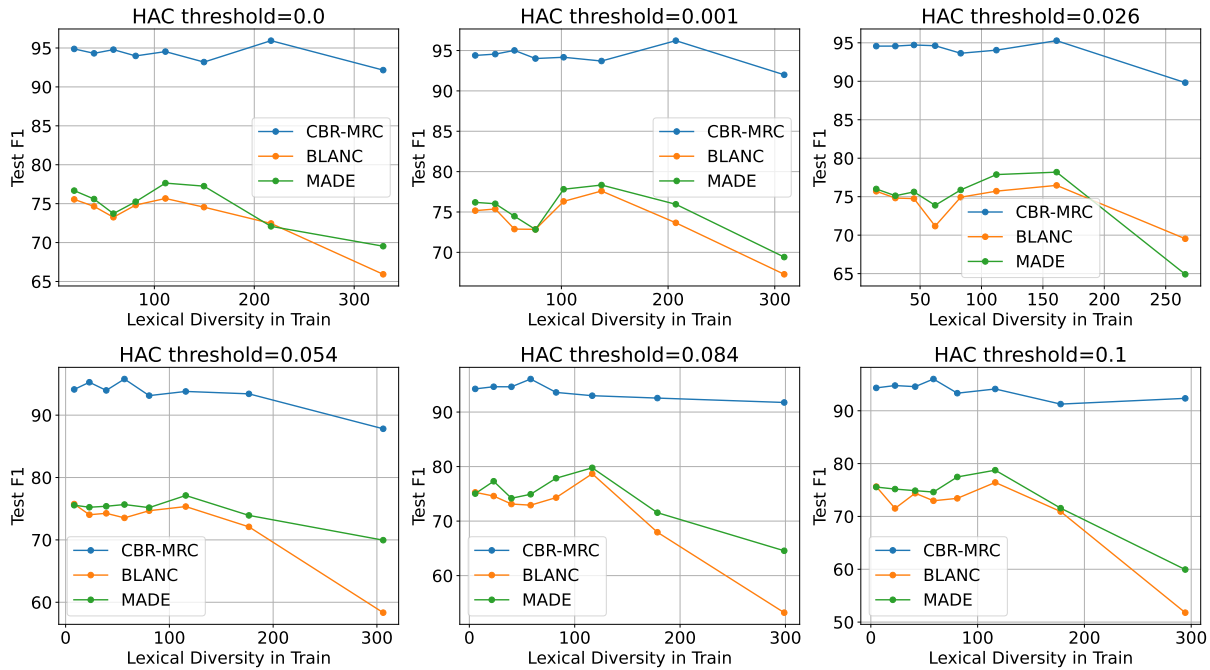 HAC threshold=0.0
95
90
85
80
75
70
65
Test F1
CBR-MRC
BLANC
MADE
100
200
300
Lexical Diversity in Train
HAC threshold=0.001
95
90
85
80
75
70
Test F1
CBR-MRC
BLANC
MADE
100
200
300
Lexical Diversity in Train
HAC threshold=0.026
95
90
85
80
75
70
65
Test F1
CBR-MRC
BLANC
MADE
50
100
150
200
250
Lexical Diversity in Train
HAC threshold=0.054
90
80
70
60
Test F1
CBR-MRC
BLANC
MADE
0
100
200
300
Lexical Diversity in Train
HAC threshold=0.084
90
80
70
60
Test F1
CBR-MRC
BLANC
MADE
0
100
200
300
Lexical Diversity in Train
HAC threshold=0.1
90
80
70
60
50
Test F1
CBR-MRC
BLANC
MADE
0
100
200
300
Lexical Diversity in Train